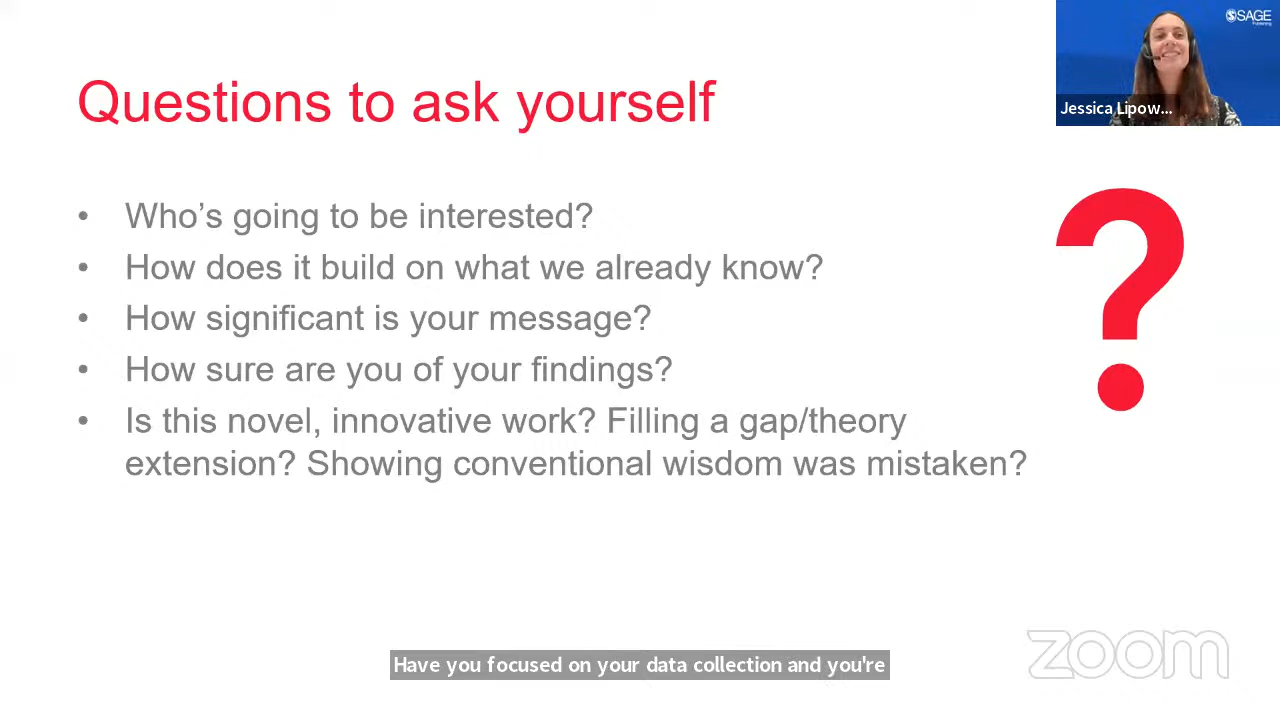 SAGE
Publishing
Jessica Lipow...
Questions to ask yourself
• Who’s going to be interested?
• How does it build on what we already know?
• How significant is your message?
• How sure are you of your findings?
• Is this novel, innovative work? Filling a gap/theory
extension? Showing conventional wisdom was mistaken?
?
Have you focused on your data collection and you're
zoom